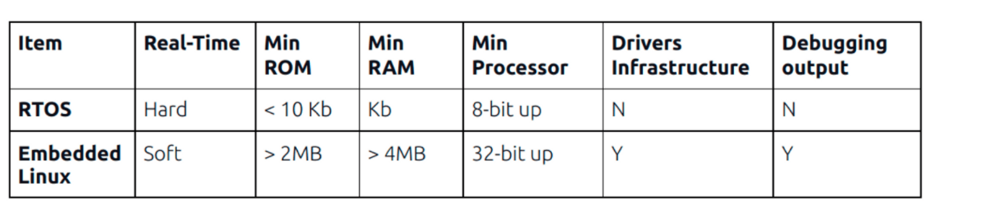 Item Real-Time Min ROM Min RAM Min Processor Drivers Infrastructure Debugging output
RTOS Hard < 10 Kb Kb 8-bit up N N
Embedded Linux Soft > 2MB > 4MB 32-bit up Y Y